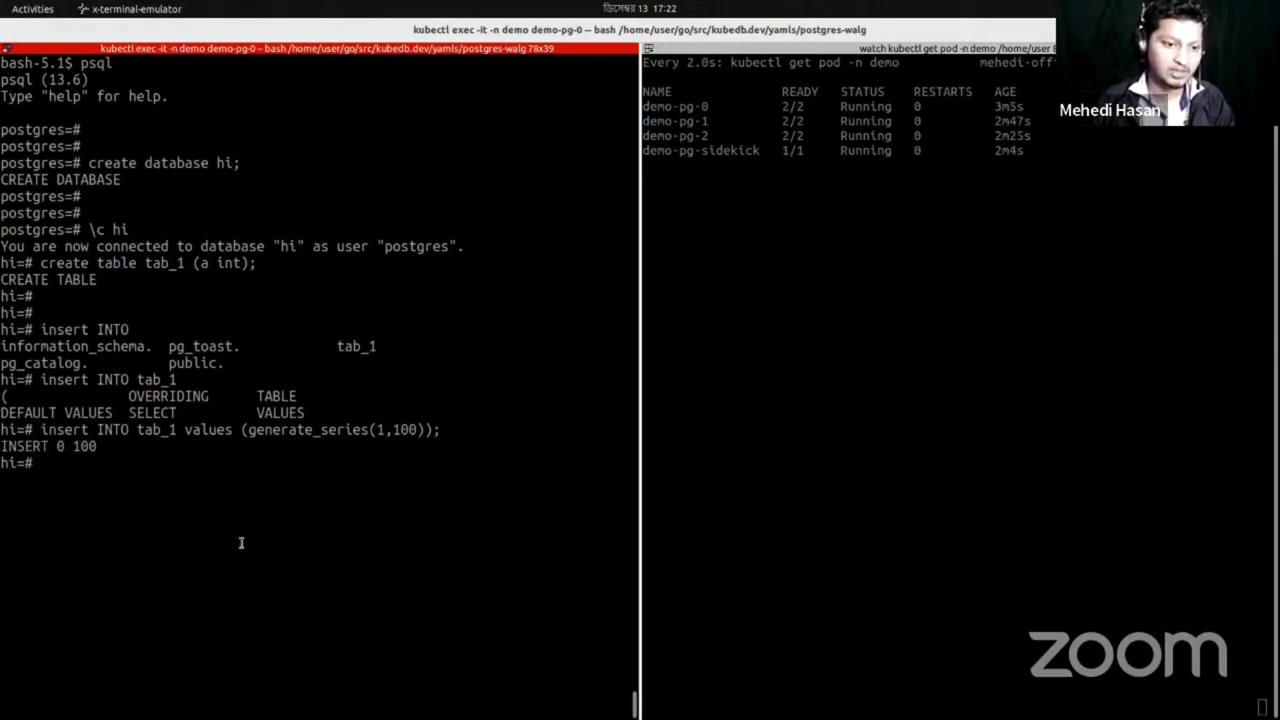 Activities
x-terminal-emulator
ডিসেম্বর 13 17:22
kubectl exec -it -n demo demo-pg-0 — bash /home/user/go/src/kubedb.dev/yamls/postgres-walg
kubectl exec -it -n demo demo-pg-0 — bash /home/user/go/src/kubedb.dev/yamls/postgres-walg 78x39
bash-5.1$ psql
psql (13.6)
Type "help" for help.
postgres=#
postgres=#
postgres=# create database hi;
CREATE DATABASE
postgres=#
postgres=#
postgres=# \c hi
You are now connected to database "hi" as user "postgres".
hi=# create table tab_1 (a int);
CREATE TABLE
hi=#
hi=#
hi=# insert INTO
information_schema. pg_toast. tab_1
pg_catalog. public.
hi=# insert INTO tab_1
( OVERRIDING TABLE
DEFAULT VALUES SELECT VALUES
hi=# insert INTO tab_1 values (generate_series(1,100));
INSERT 0 100
hi=#
watch kubectl get pod -n demo /home/user 8
Every 2.0s: kubectl get pod -n demo mehedi-off
NAME READY STATUS RESTARTS AGE
demo-pg-0 2/2 Running 0 3m5s
demo-pg-1 2/2 Running 0 2m47s
demo-pg-2 2/2 Running 0 2m25s
demo-pg-sidekick 1/1 Running 0 2m4s
Mehedi Hasan
zoom